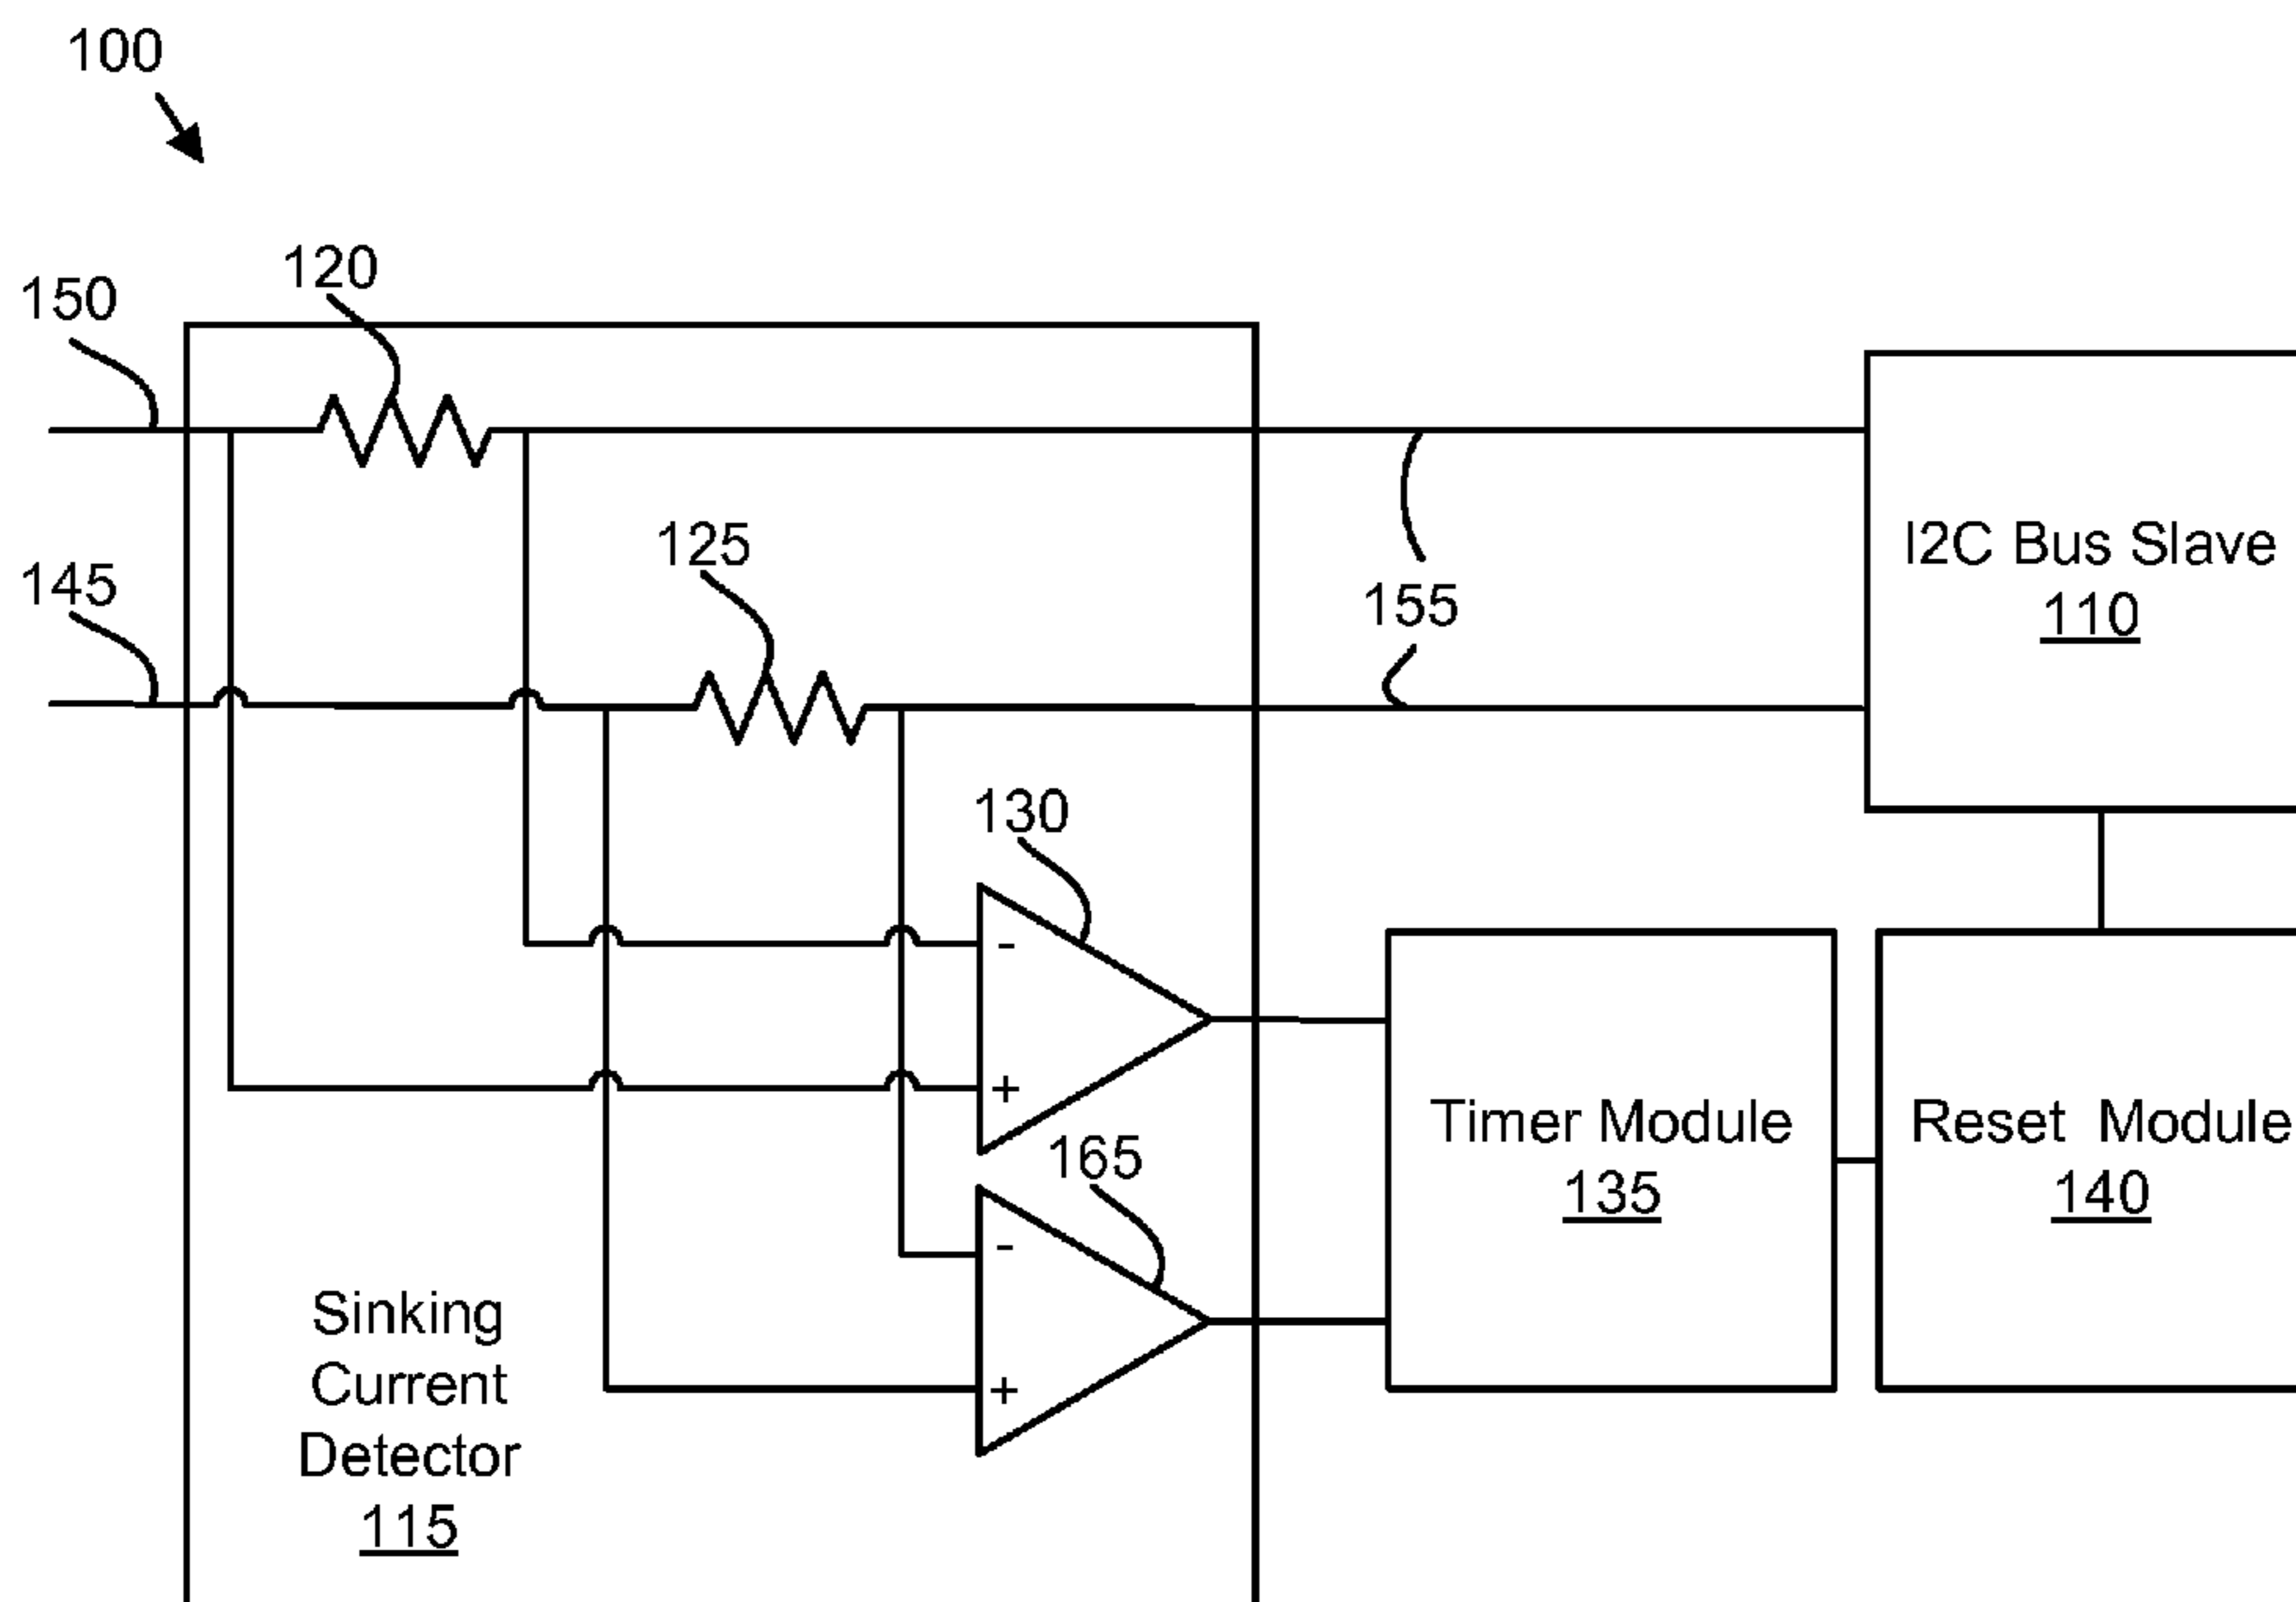 100
120
150
125
145
155
I2C Bus Slave
110
130
-
+
165
-
+
Timer Module
135
Reset Module
140
Sinking
Current
Detector
115